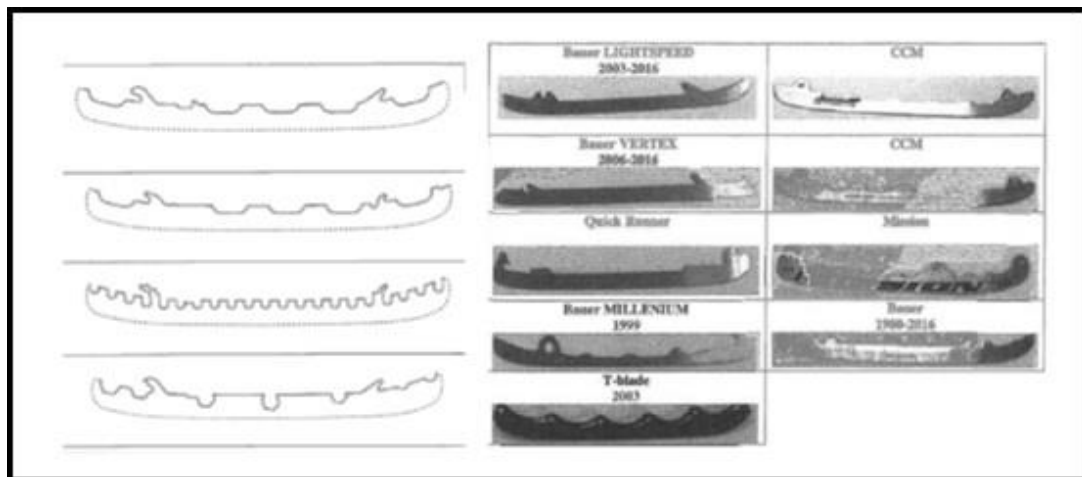 Bauer LIGHTSPEED
2003-2016
CCM
Bauer VERTEX
2006-2016
CCM
Quick Runner
Mission
Bauer MILLENIUM
1999
Bauer
1900-2016
T-blade
2003